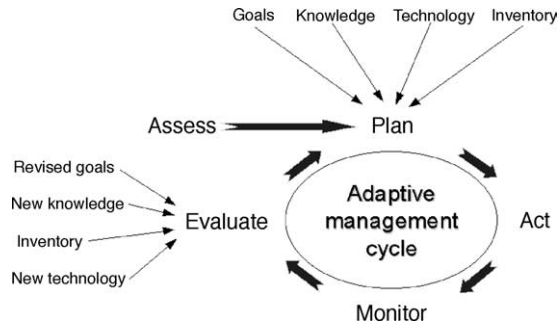 Goals Knowledge Technology Inventory
Assess Plan
Revised goals
New knowledge
Inventory
New technology
Evaluate
Adaptive
management
cycle
Act
Monitor